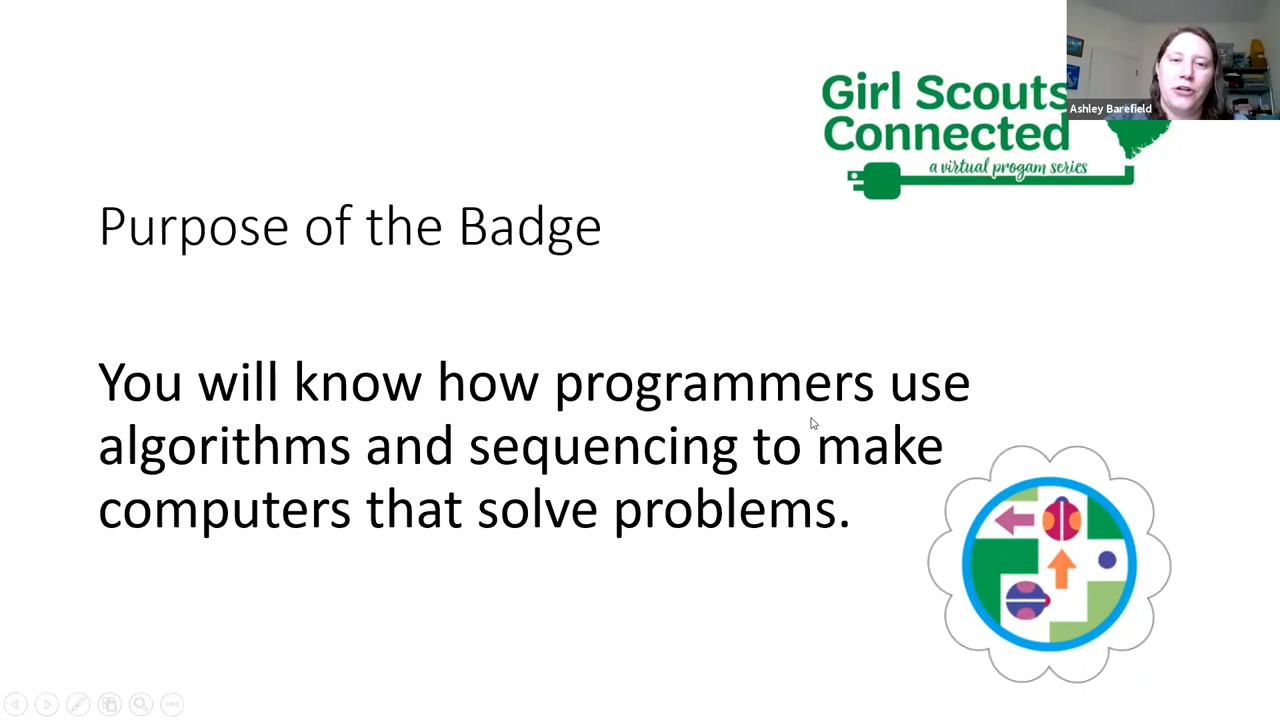 Girl Scouts
Connected
a virtual progam series
Ashley Barefield
Purpose of the Badge
You will know how programmers use
algorithms and sequencing to make
computers that solve problems.